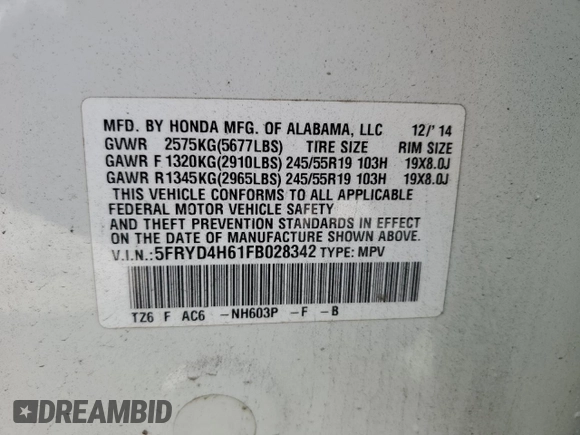 MFD. BY HONDA MFG. OF ALABAMA, LLC 12/'14
GVWR 2575KG(5677LBS) TIRE SIZE RIM SIZE
GAWR F 1320KG(2910LBS) 245/55R19 103H 19X8.0J
GAWR R 1345KG(2965LBS) 245/55R19 103H 19X8.0J
THIS VEHICLE CONFORMS TO ALL APPLICABLE
FEDERAL MOTOR VEHICLE SAFETY
AND THEFT PREVENTION STANDARDS IN EFFECT
ON THE DATE OF MANUFACTURE SHOWN ABOVE.
V.I.N.:5FRYD4H61FB028342 TYPE: MPV
TZ6 F AC6 -NH603P -F -B
DREAMBID